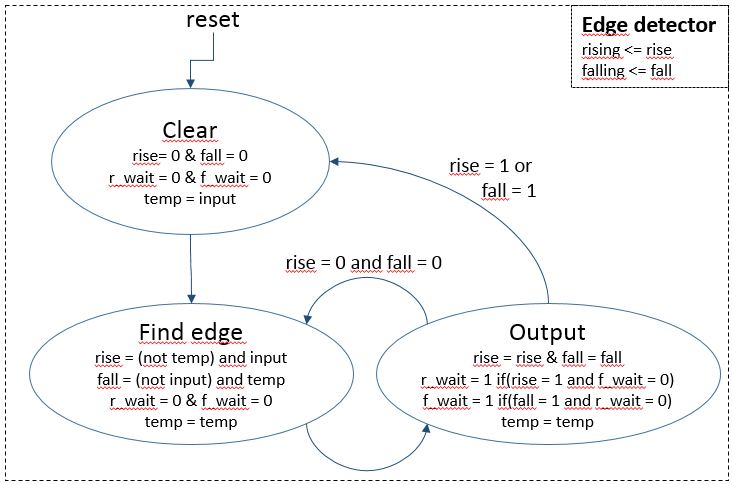 reset
Edge detector
rising <= rise
falling <= fall
Clear
rise= 0 & fall = 0
r_wait = 0 & f_wait = 0
temp = input
rise = 1 or
fall = 1
rise = 0 and fall = 0
Find edge
rise = (not temp) and input
fall = (not input) and temp
r_wait = 0 & f_wait = 0
temp = temp
Output
rise = rise & fall = fall
r_wait = 1 if(rise = 1 and f_wait = 0)
f_wait = 1 if(fall = 1 and r_wait = 0)
temp = temp